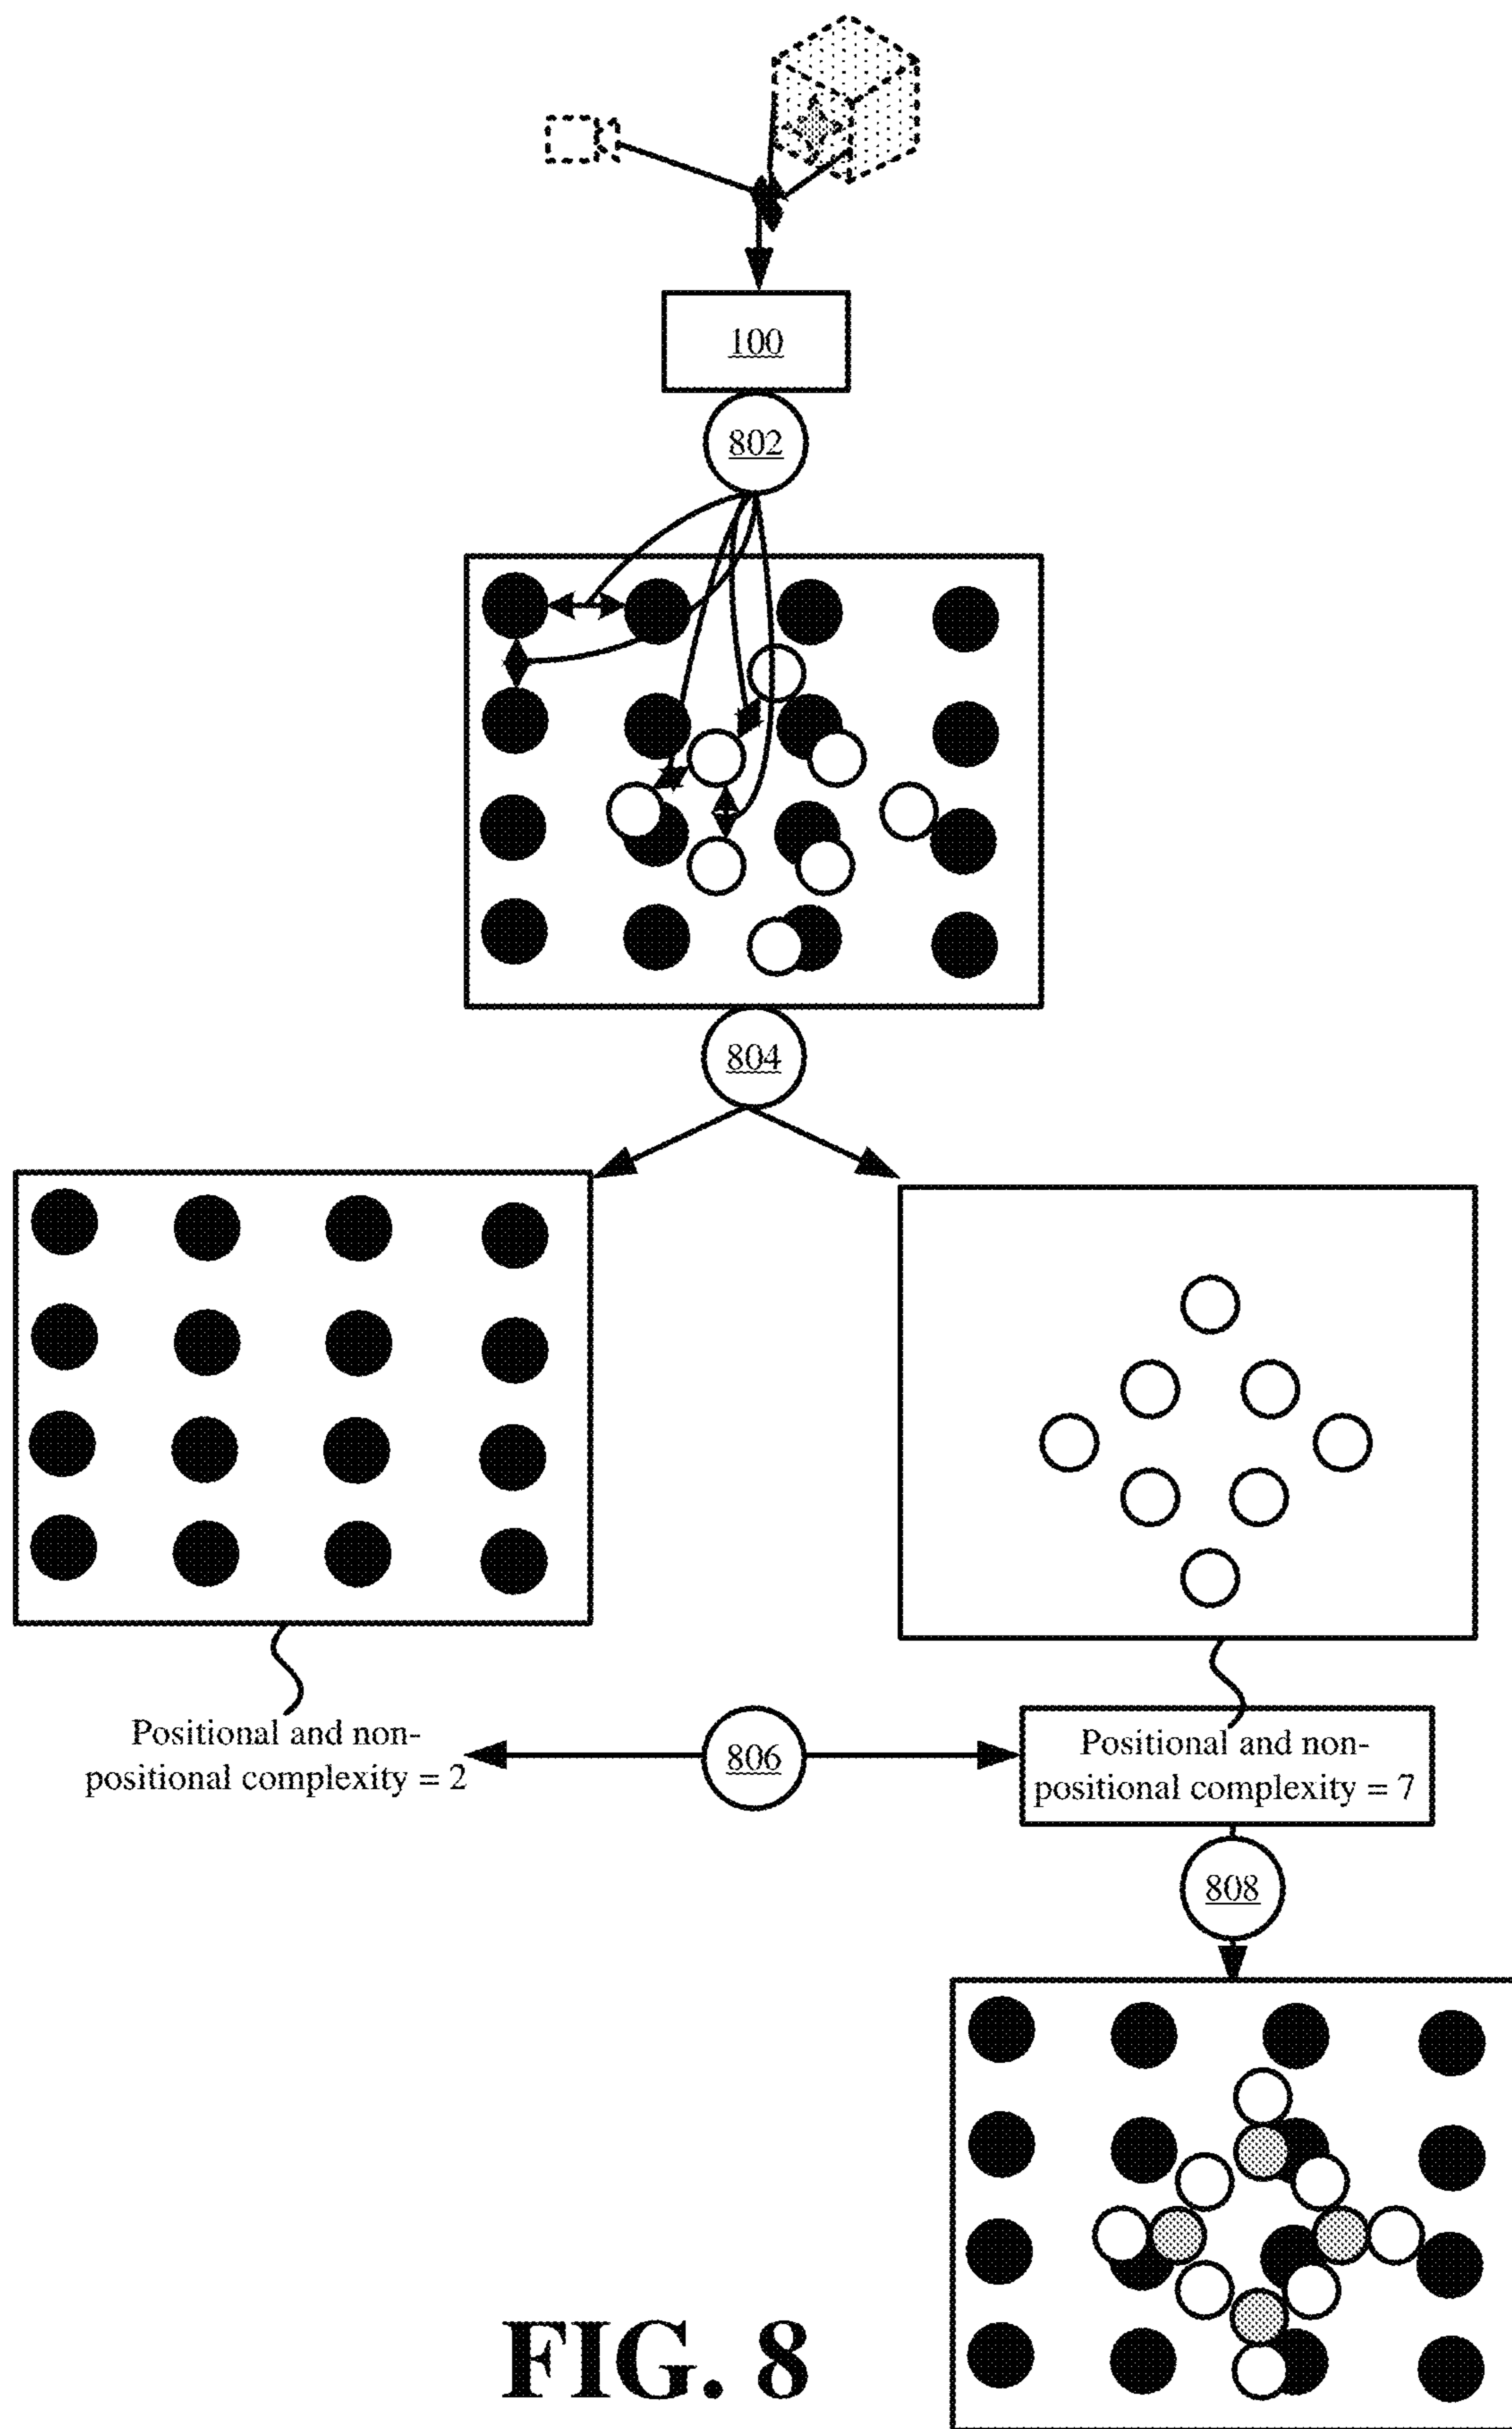 100
802
804
Positional and non-
positional complexity = 2
806
Positional and non-
positional complexity = 7
808
FIG. 8